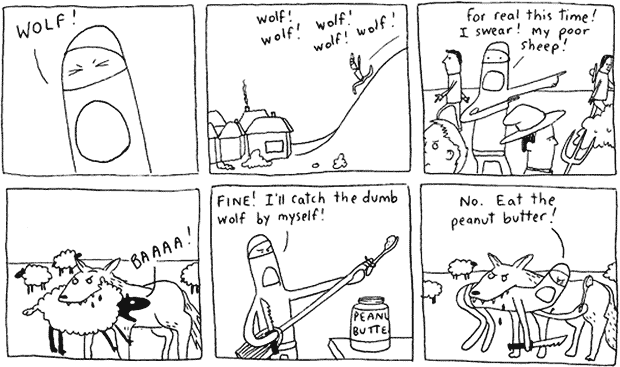 WOLF!
wolf!
wolf! wolf!
wolf! wolf!
For real this time!
I swear! my poor
sheep!
BAAAA!
FINE! I'll catch the dumb
wolf by myself!
PEANU
BUTTE
No. Eat the
peanut butter!